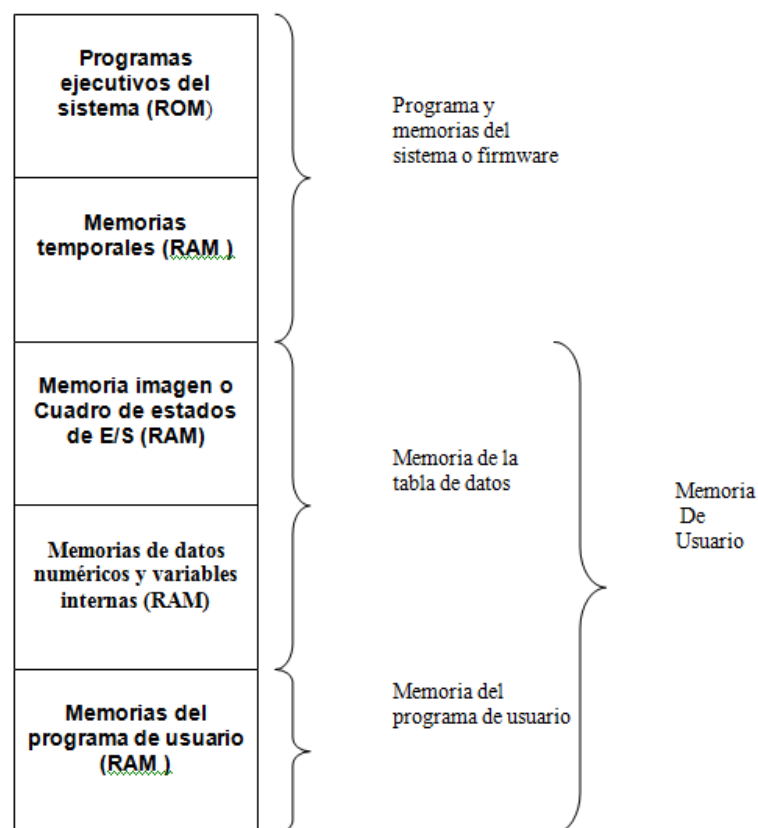 Programas
ejecutivos del
sistema (ROM)
Programa y
memorias del
sistema o firmware
Memorias
temporales (RAM )
Memoria imagen o
Cuadro de estados
de E/S (RAM)
Memoria de la
tabla de datos
Memoria
De
Usuario
Memorias de datos
numéricos y variables
internas (RAM)
Memorias del
programa de usuario
(RAM )
Memoria del
programa de usuario